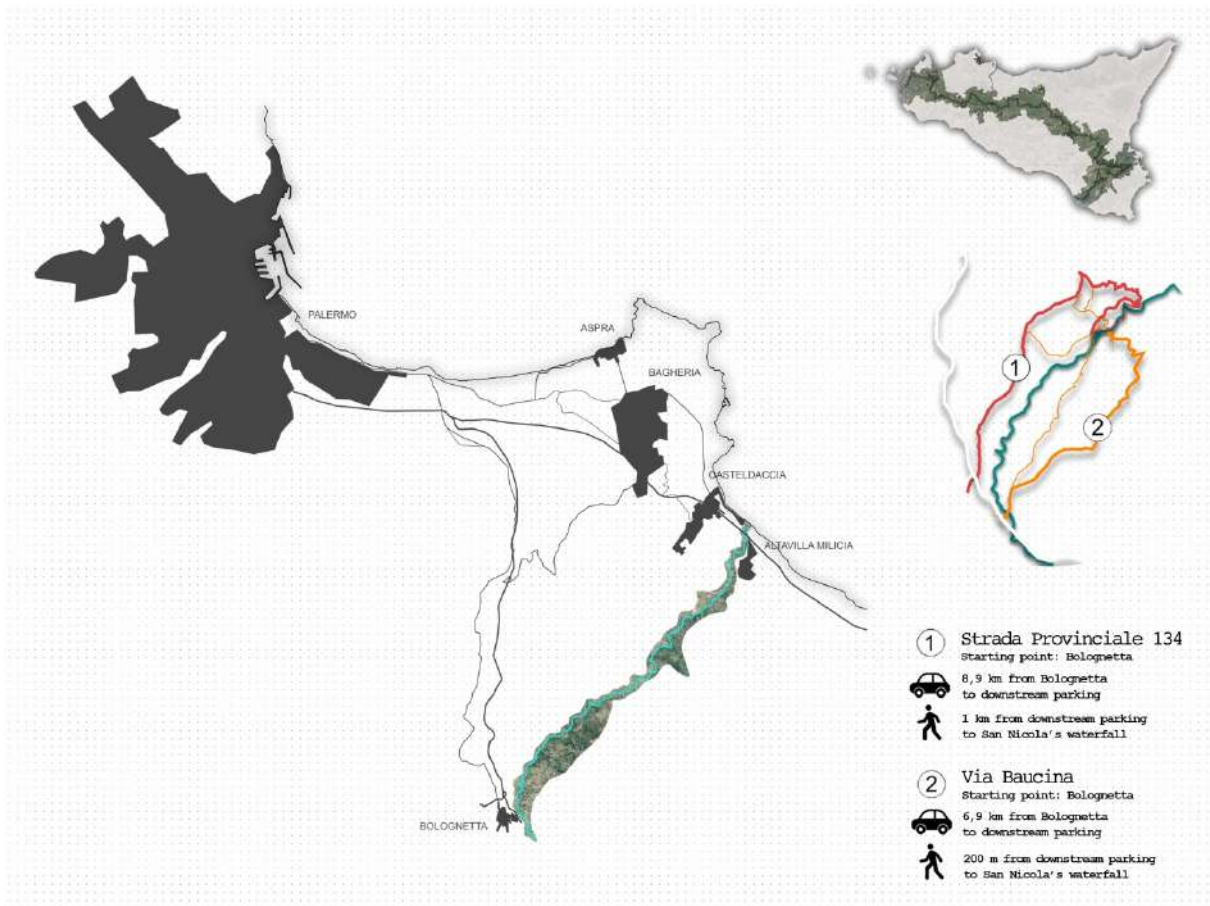 PALERMO
ASPRA
BAGHERIA
CASTELDACCIA
ALTAVILLA MILICIA
BOLOGNETTA
1
2
1 Strada Provinciale 134
Starting point: Bolognetta
8,9 km from Bolognetta
to downstream parking
1 km from downstream parking
to San Nicola's waterfall
2 Via Baucina
Starting point: Bolognetta
6,9 km from Bolognetta
to downstream parking
200 m from downstream parking
to San Nicola's waterfall